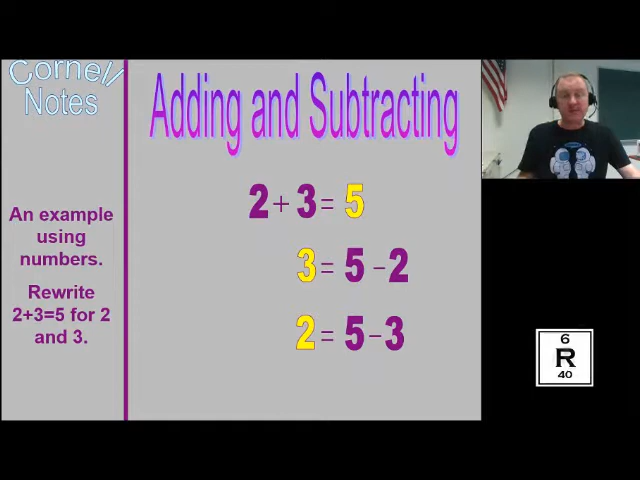 Cornell
Notes
Adding and Subtracting
An example
using
numbers.
Rewrite
2+3=5 for 2
and 3.
2 + 3 = 5
3 = 5 - 2
2 = 5 - 3
6
R
40